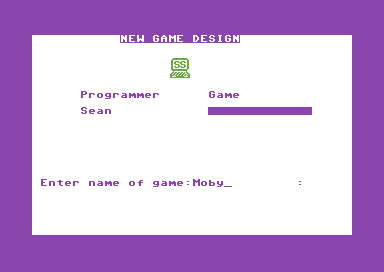 NEW GAME DESIGN
SS
Programmer Game
Sean
Enter name of game:Moby_ :